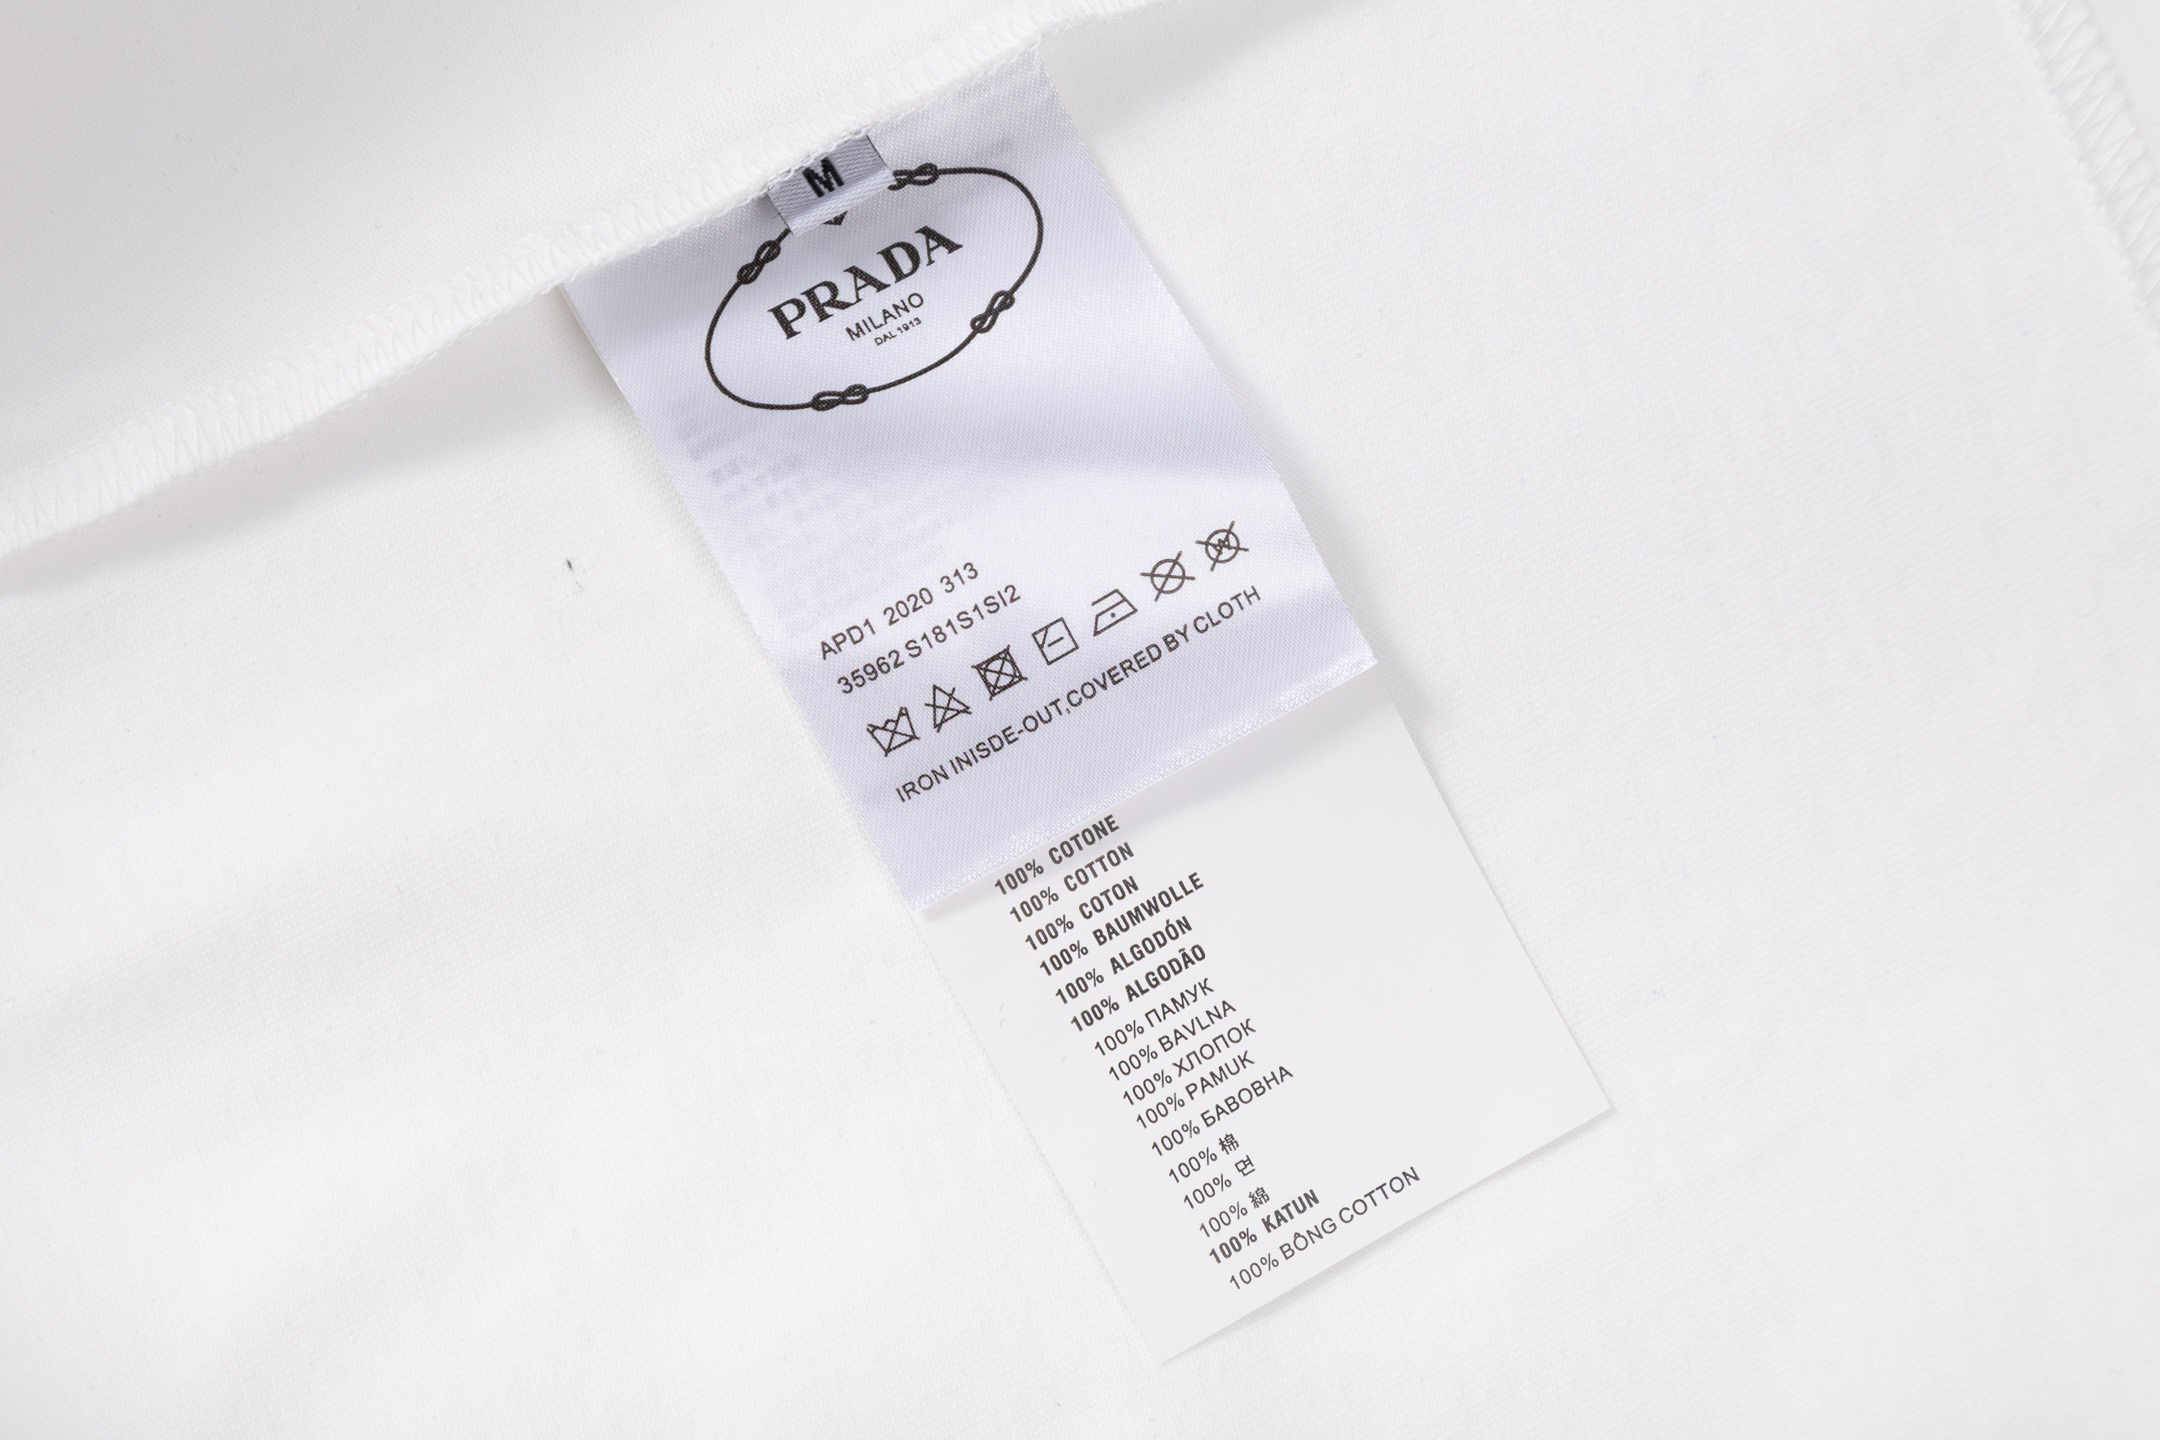 M
PRADA
MILANO
DAL 1913
APD1 2020 313
35962 S181S1SI2
IRON INISDE-OUT,COVERED BY CLOTH
100% COTONE
100% COTTON
100% COTON
100% BAUMWOLLE
100% ALGODÓN
100% ALGODÃO
100% ПАМУК
100% BAVLNA
100% ХЛОПОК
100% PAMUK
100% БАВОВНА
100% 棉
100% 면
100% 綿
100% KATUN
100% BÔNG COTTON